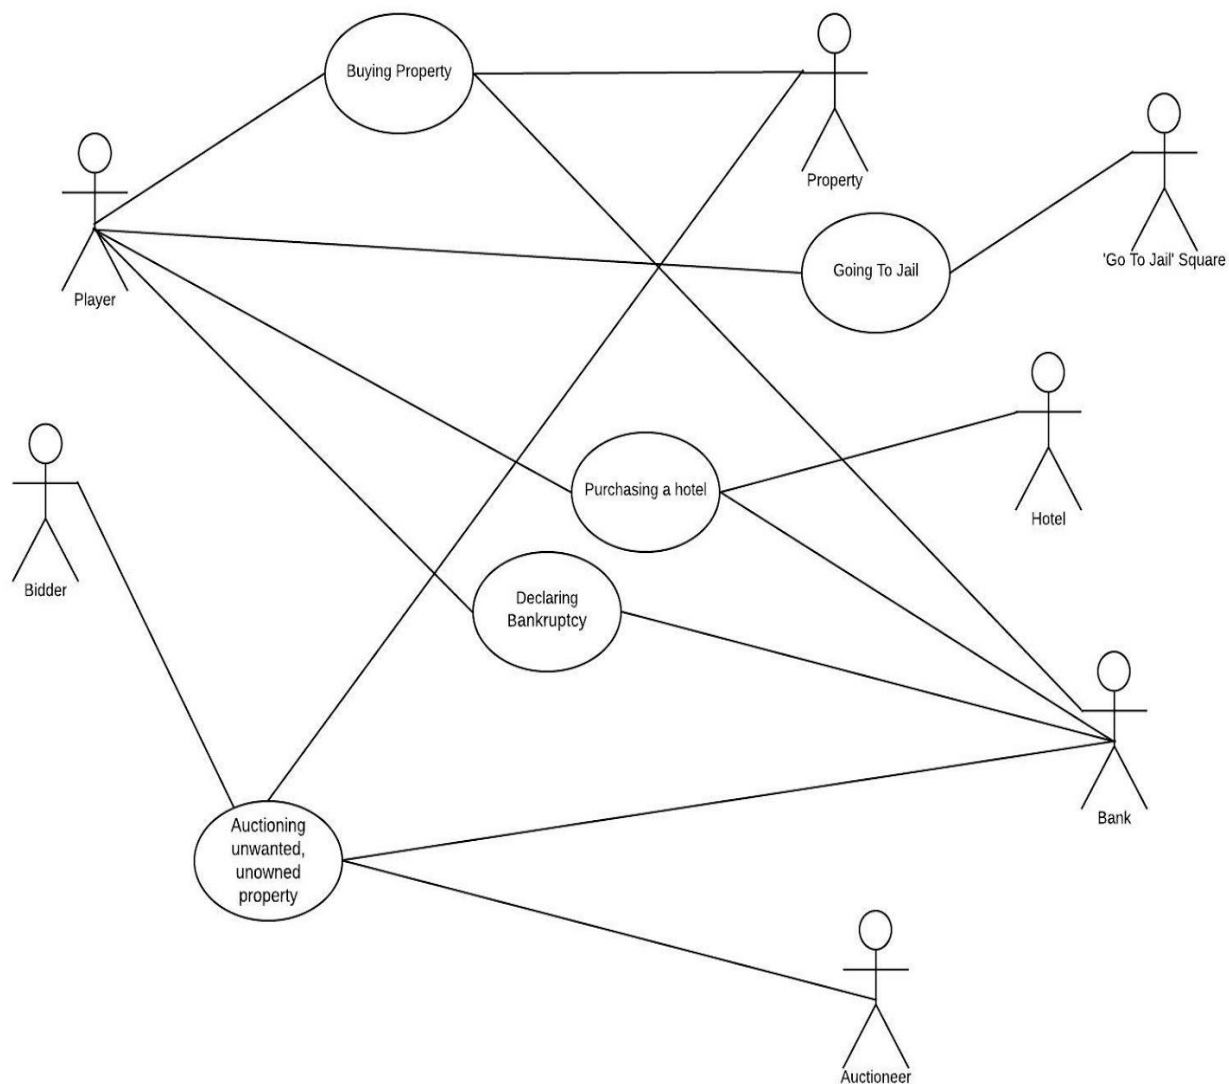 Buying Property
Property
'Go To Jail' Square
Going To Jail
Player
Hotel
Purchasing a hotel
Bidder
Declaring
Bankruptcy
Bank
Auctioning
unwanted,
unowned
property
Auctioneer